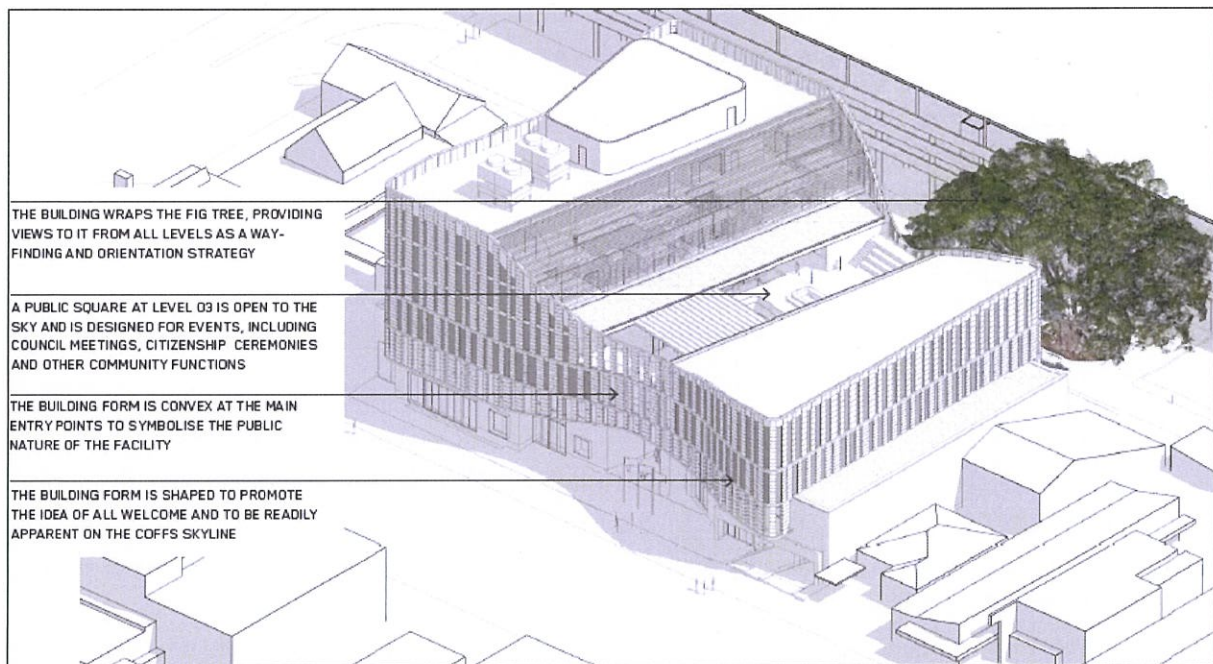 THE BUILDING WRAPS THE FIG TREE, PROVIDING
VIEWS TO IT FROM ALL LEVELS AS A WAY-
FINDING AND ORIENTATION STRATEGY
A PUBLIC SQUARE AT LEVEL 03 IS OPEN TO THE
SKY AND IS DESIGNED FOR EVENTS, INCLUDING
COUNCIL MEETINGS, CITIZENSHIP CEREMONIES
AND OTHER COMMUNITY FUNCTIONS
THE BUILDING FORM IS CONVEX AT THE MAIN
ENTRY POINTS TO SYMBOLISE THE PUBLIC
NATURE OF THE FACILITY
THE BUILDING FORM IS SHAPED TO PROMOTE
THE IDEA OF ALL WELCOME AND TO BE READILY
APPARENT ON THE COFFS SKYLINE